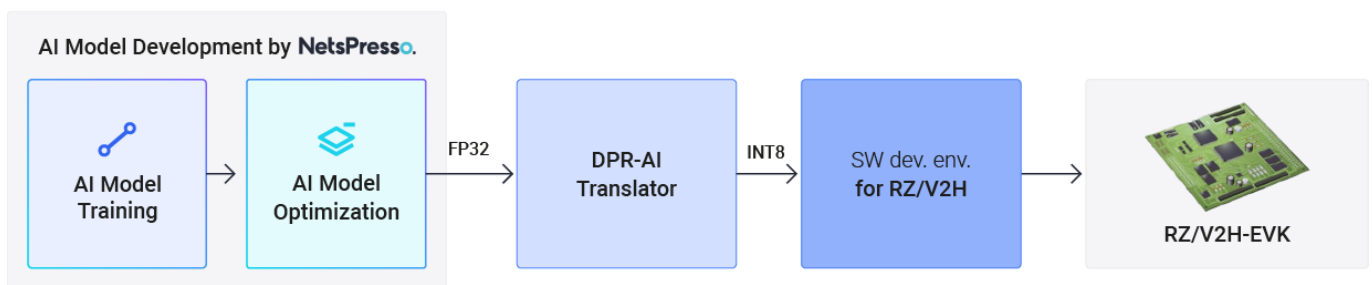 AI Model Development by NetsPresso.
AI Model
Training
AI Model
Optimization
FP32
DPR-AI
Translator
INT8
SW dev. env.
for RZ/V2H
RZ/V2H-EVK